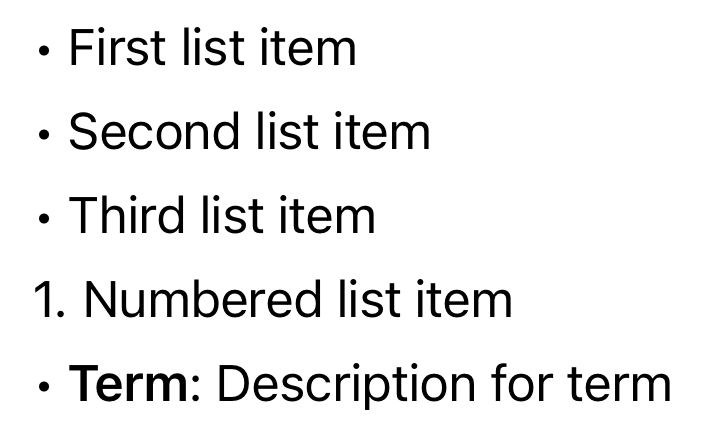 • First list item
• Second list item
• Third list item
1. Numbered list item
• Term: Description for term